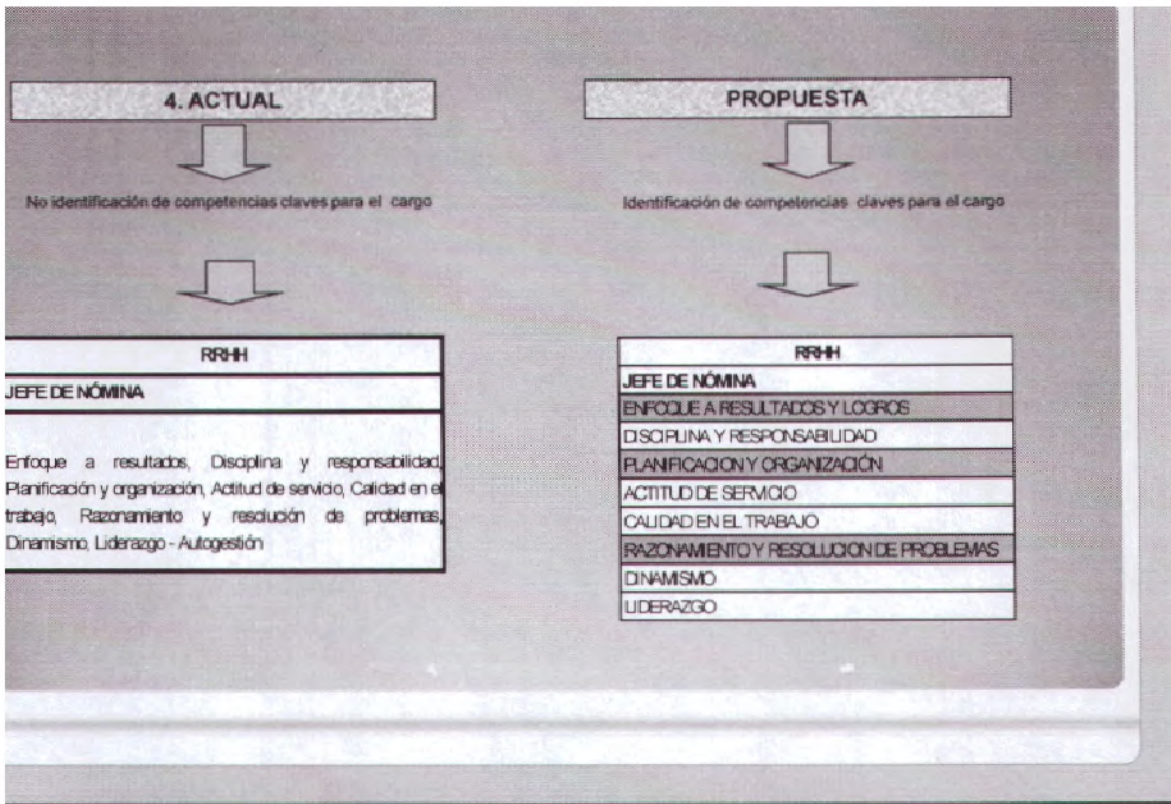 4. ACTUAL
No identificación de competencias claves para el cargo
RRHH
JEFE DE NÓMINA
Enfoque a resultados, Disciplina y responsabilidad,
Planificación y organización, Actitud de servicio, Calidad en el
trabajo, Razonamiento y resolución de problemas,
Dinamismo, Liderazgo - Autogestión
PROPUESTA
Identificación de competencias claves para el cargo
RRHH
JEFE DE NÓMINA
ENFOQUE A RESULTADOS Y LOGROS
DISCIPLINA Y RESPONSABILIDAD
PLANIFICACION Y ORGANIZACIÓN
ACTITUD DE SERVICIO
CALIDAD EN EL TRABAJO
RAZONAMIENTO Y RESOLUCION DE PROBLEMAS
DINAMISMO
LIDERAZGO